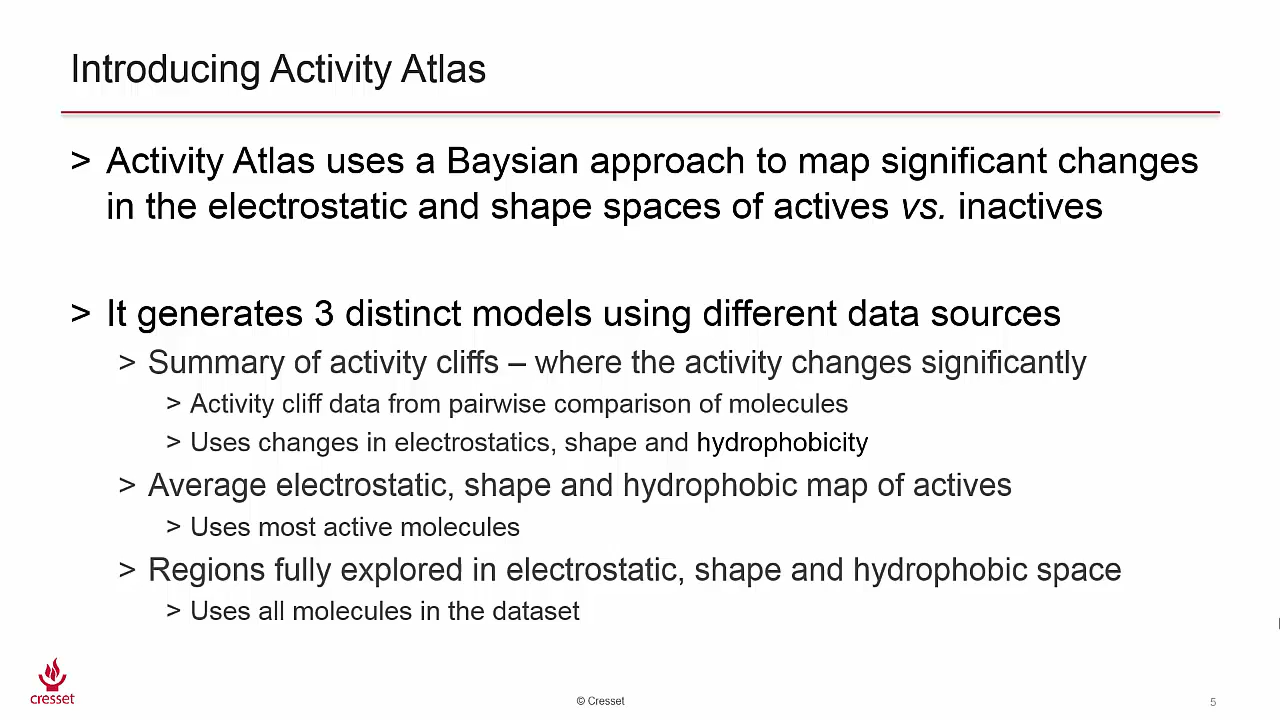 Introducing Activity Atlas
> Activity Atlas uses a Baysian approach to map significant changes
in the electrostatic and shape spaces of actives vs. inactives
> It generates 3 distinct models using different data sources
> Summary of activity cliffs – where the activity changes significantly
> Activity cliff data from pairwise comparison of molecules
> Uses changes in electrostatics, shape and hydrophobicity
> Average electrostatic, shape and hydrophobic map of actives
> Uses most active molecules
> Regions fully explored in electrostatic, shape and hydrophobic space
> Uses all molecules in the dataset
cresset
© Cresset
5